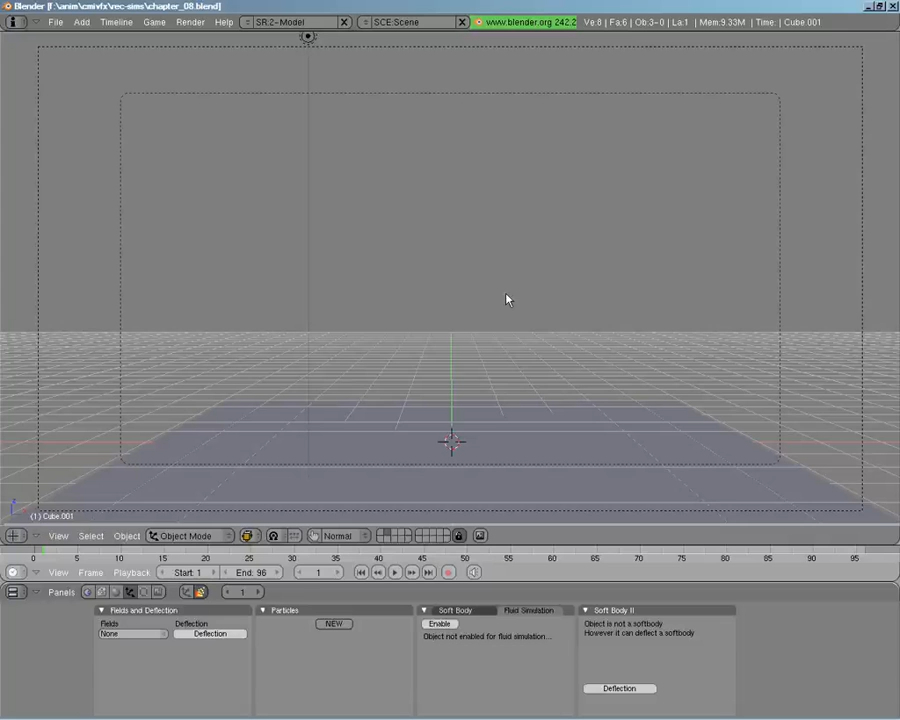 Blender [f:\anim\cmivfx\rec-sims\chapter_08.blend]
File Add Timeline Game Render Help SR:2-Model SCE:Scene www.blender.org 242.2 Ve:8 | Fa:6 | Ob:3-0 | La:1 | Mem:9.33M | Time: | Cube.001
z
(1) Cube.001
View Select Object Object Mode Normal
0 5 10 15 20 25 30 35 40 45 50 55 60 65 70 75 80 85 90 95
View Frame Playback Start: 1 End: 96 1
Panels 1
Fields and Deflection Particles Soft Body Fluid Simulation Soft Body II
Fields Deflection NEW Enable Object is not a softbody
None Deflection Object not enabled for fluid simulation... However it can deflect a softbody
Deflection